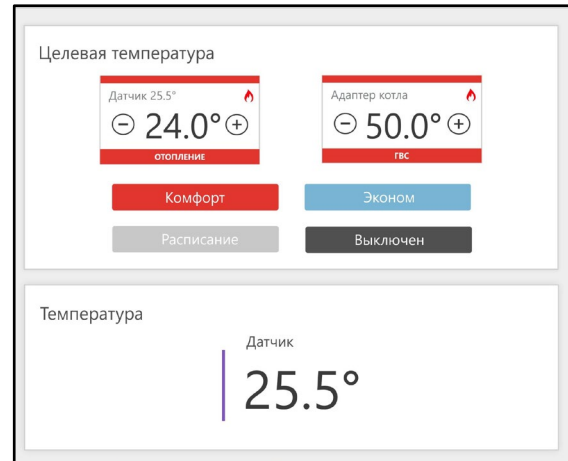 Целевая температура
Датчик 25.5°
24.0°
ОТОПЛЕНИЕ
Адаптер котла
50.0°
ГВС
Комфорт
Эконом
Расписание
Выключен
Температура
Датчик
25.5°